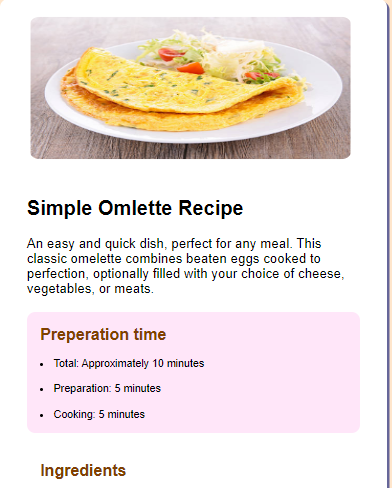 Simple Omlette Recipe
An easy and quick dish, perfect for any meal. This
classic omelette combines beaten eggs cooked to
perfection, optionally filled with your choice of cheese,
vegetables, or meats.
Preperation time
• Total: Approximately 10 minutes
• Preparation: 5 minutes
• Cooking: 5 minutes
Ingredients